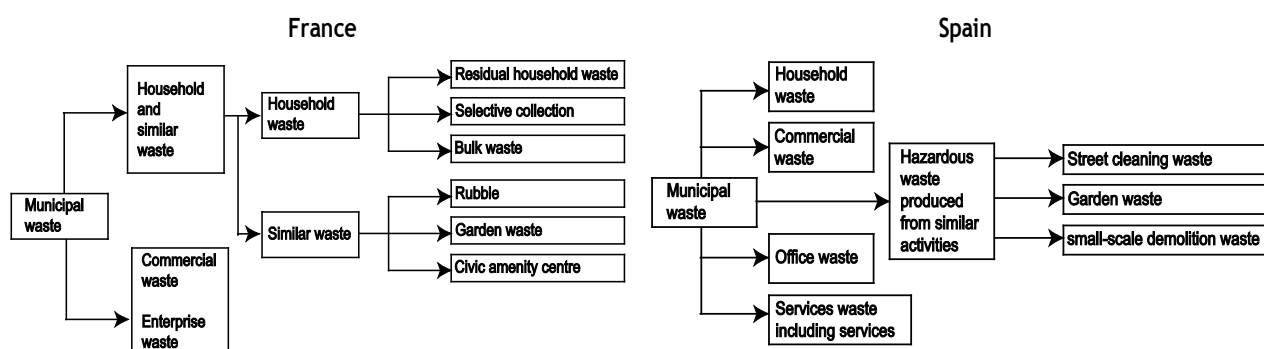 France
Household
and
similar
waste
Household
waste
Residual household waste
Selective collection
Bulk waste
Municipal
waste
Similar waste
Rubble
Garden waste
Civic amenity centre
Commercial
waste
Enterprise
waste
Spain
Household
waste
Commercial
waste
Municipal
waste
Hazardous
waste
produced
from similar
activities
Street cleaning waste
Garden waste
small-scale demolition waste
Office waste
Services waste
including services